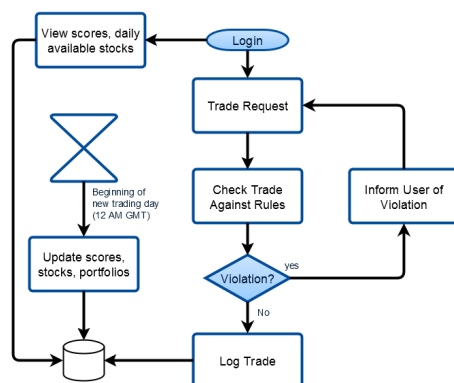 View scores, daily
available stocks
Login
Trade Request
Beginning of
new trading day
(12 AM GMT)
Check Trade
Against Rules
Inform User of
Violation
Update scores,
stocks, portfolios
Violation?
yes
No
Log Trade